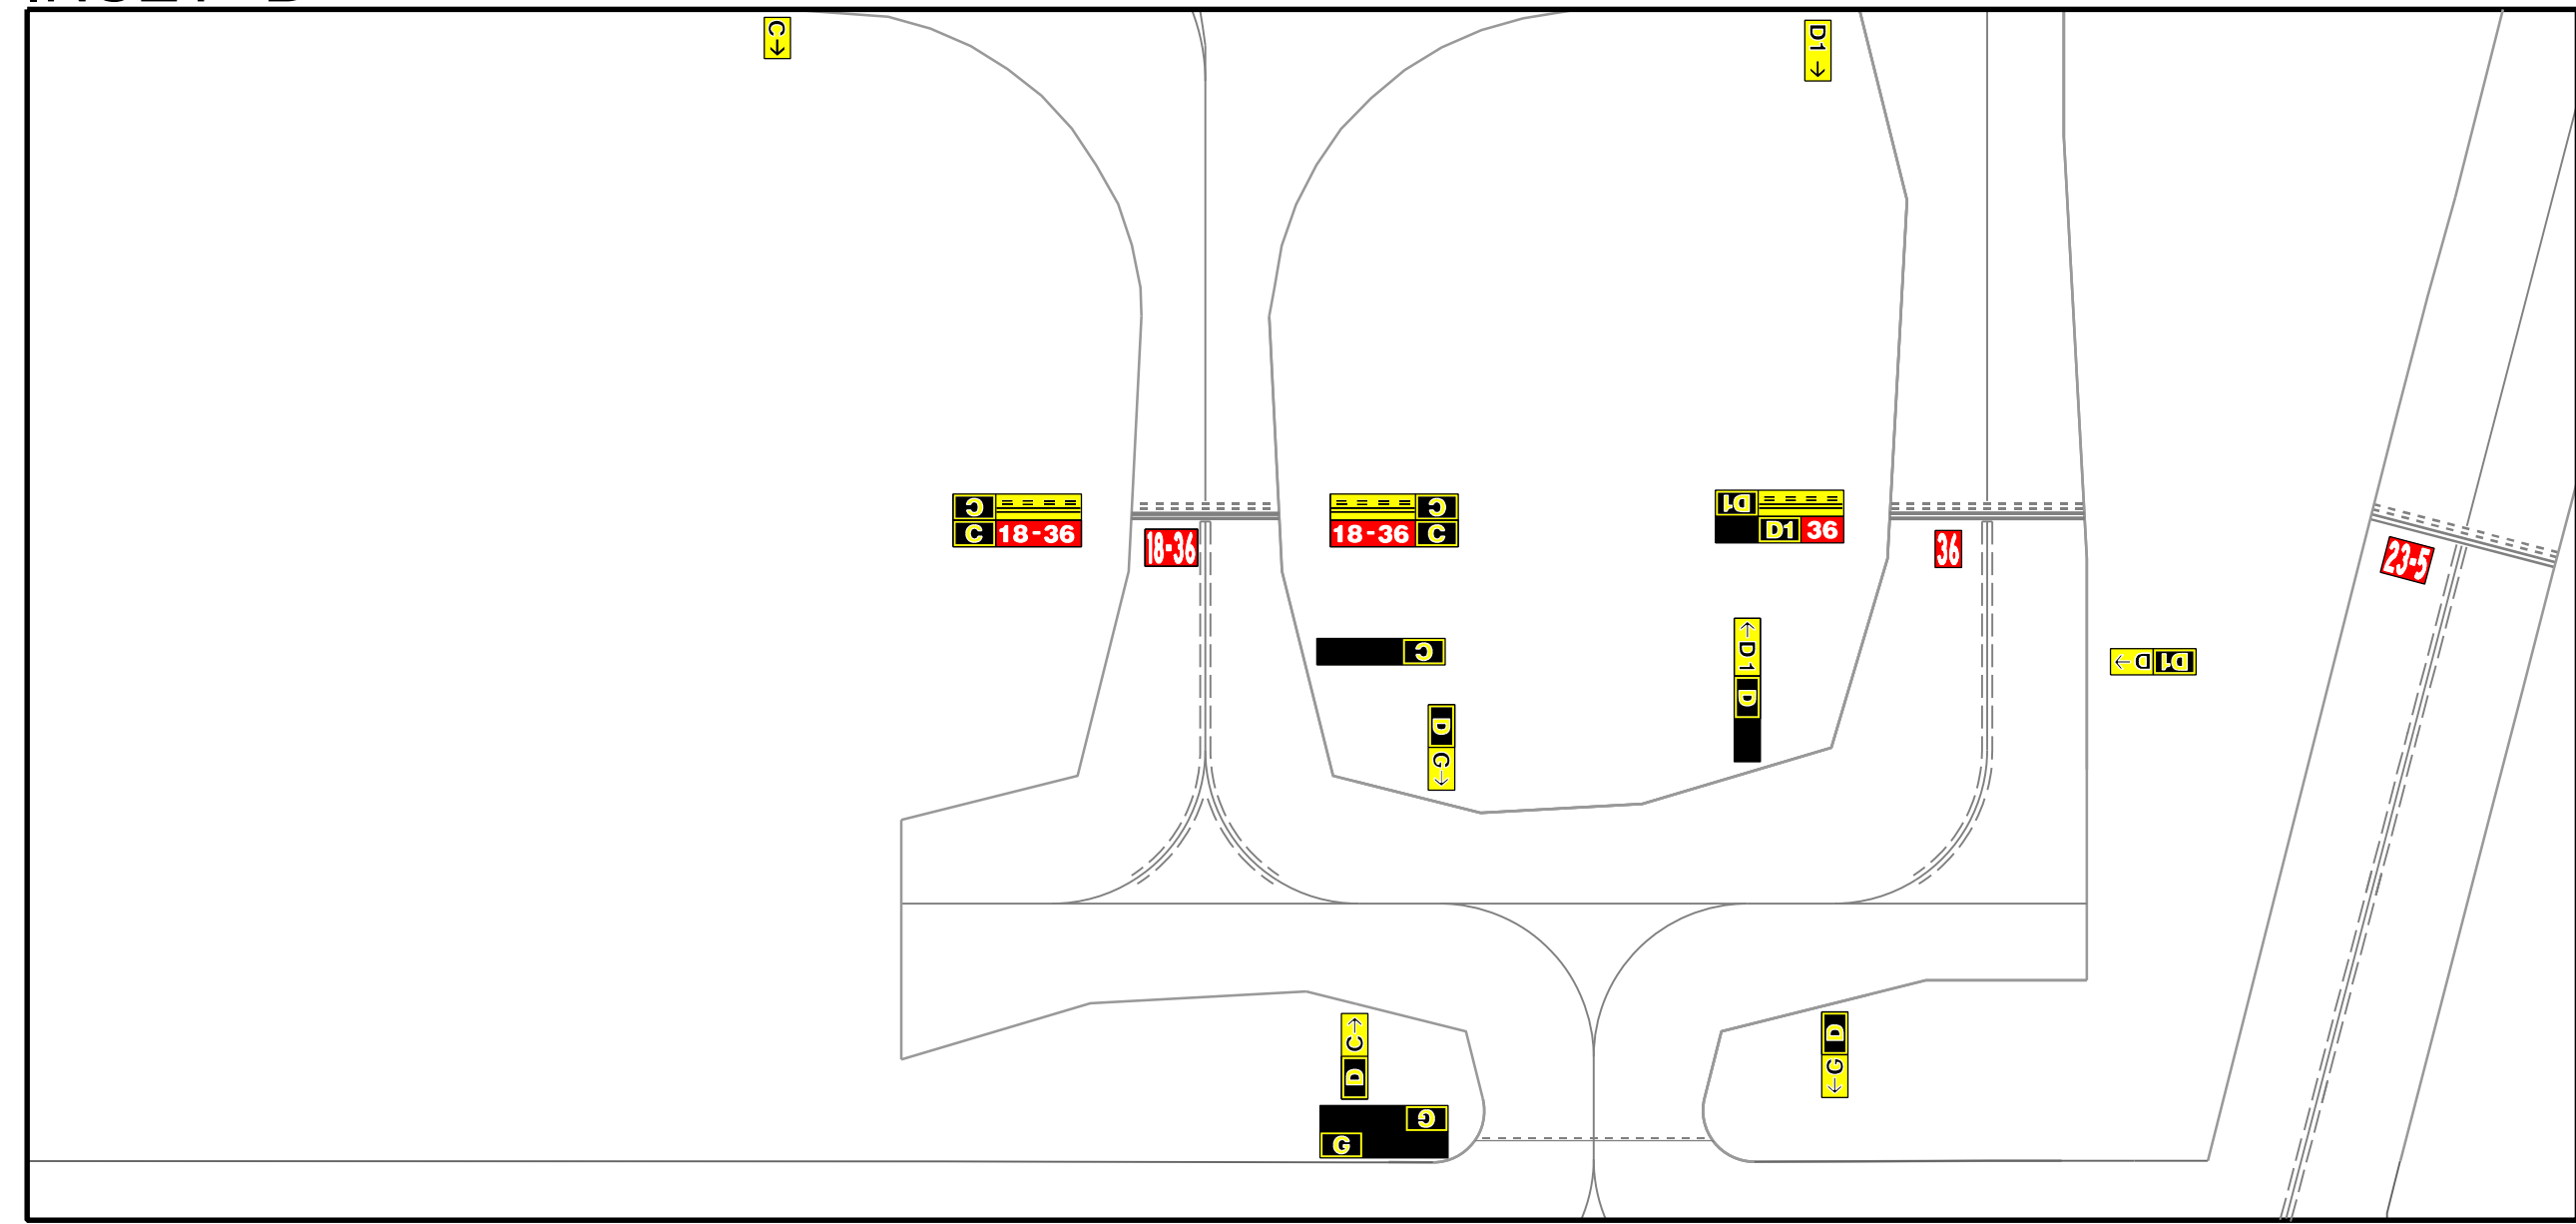 C→
D1 →
C
C 18-36
C
18-36 C
D1
D1 36
18-36
36
23-5
C
←D1 D
←D D1
D G→
←C D
D G→
G
G